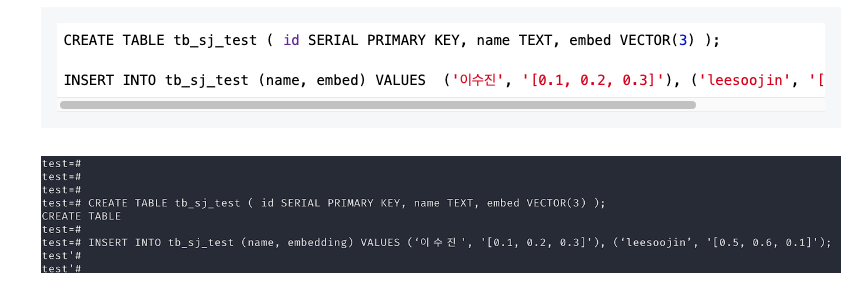 CREATE TABLE tb_sj_test ( id SERIAL PRIMARY KEY, name TEXT, embed VECTOR(3) );
INSERT INTO tb_sj_test (name, embed) VALUES  ('이수진', '[0.1, 0.2, 0.3]'), ('leesoojin', '[
test=#
test=#
test=#
test=# CREATE TABLE tb_sj_test ( id SERIAL PRIMARY KEY, name TEXT, embed VECTOR(3) );
CREATE TABLE
test=#
test=# INSERT INTO tb_sj_test (name, embedding) VALUES (‘이수진', '[0.1, 0.2, 0.3]'), (‘leesoojin’, '[0.5, 0.6, 0.1]');
test'#
test'#